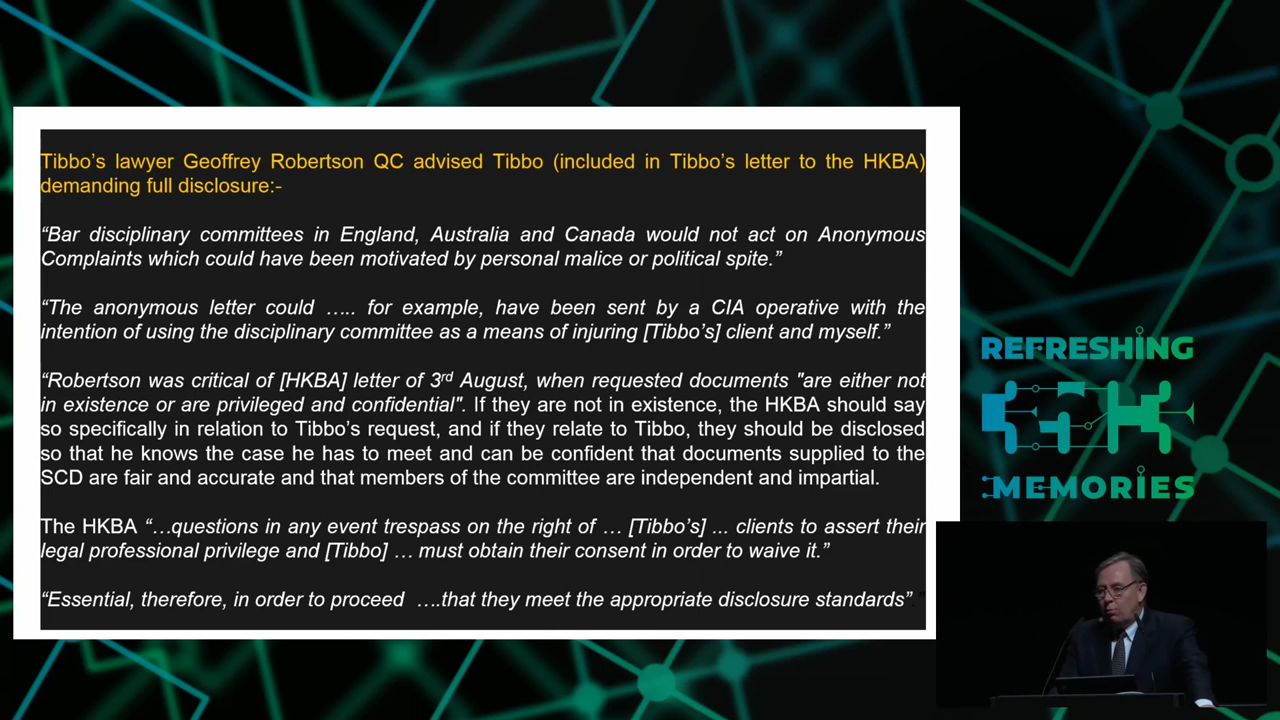 Tibbo’s lawyer Geoffrey Robertson QC advised Tibbo (included in Tibbo’s letter to the HKBA)
demanding full disclosure:-
“Bar disciplinary committees in England, Australia and Canada would not act on Anonymous
Complaints which could have been motivated by personal malice or political spite.”
“The anonymous letter could ….. for example, have been sent by a CIA operative with the
intention of using the disciplinary committee as a means of injuring [Tibbo’s] client and myself.”
“Robertson was critical of [HKBA] letter of 3rd August, when requested documents "are either not
in existence or are privileged and confidential". If they are not in existence, the HKBA should say
so specifically in relation to Tibbo’s request, and if they relate to Tibbo, they should be disclosed
so that he knows the case he has to meet and can be confident that documents supplied to the
SCD are fair and accurate and that members of the committee are independent and impartial.
The HKBA “…questions in any event trespass on the right of … [Tibbo’s] ... clients to assert their
legal professional privilege and [Tibbo] … must obtain their consent in order to waive it.”
“Essential, therefore, in order to proceed ….that they meet the appropriate disclosure standards”.”
REFRESHING
MEMORIES